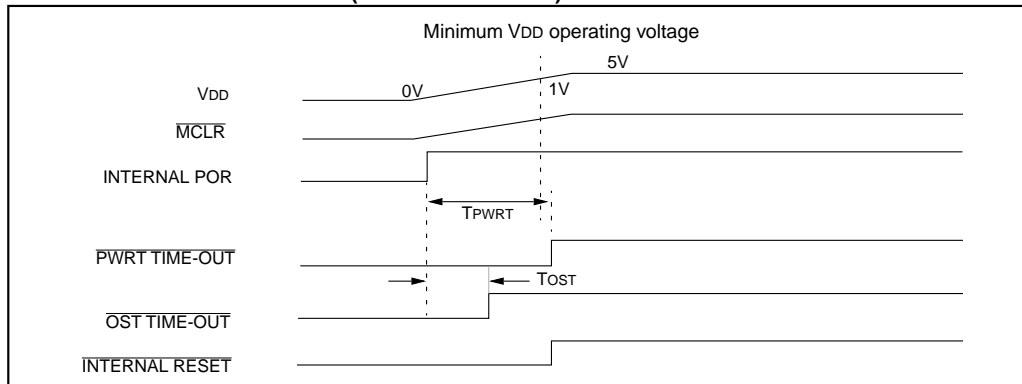 Minimum VDD operating voltage
5V
VDD
0V
1V
MCLR
INTERNAL POR
TPWRT
PWRT TIME-OUT
TOST
OST TIME-OUT
INTERNAL RESET